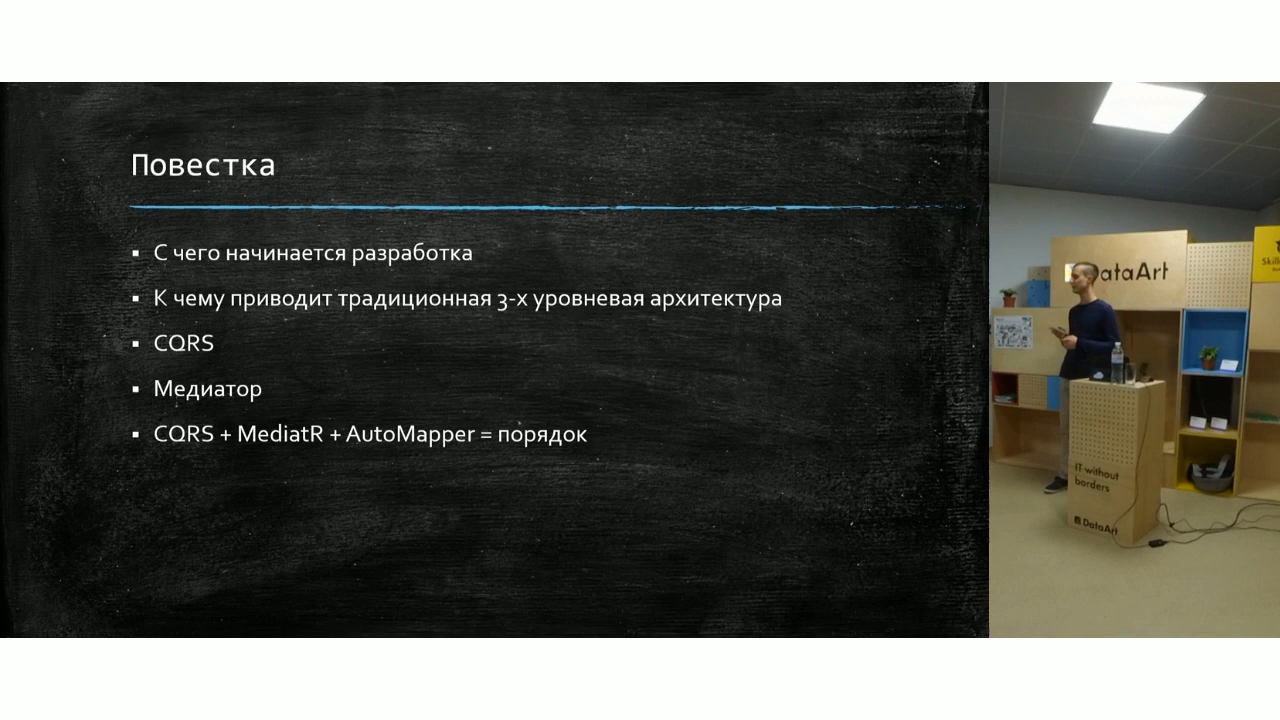 Повестка
▪ С чего начинается разработка
▪ К чему приводит традиционная 3-х уровневая архитектура
▪ CQRS
▪ Медиатор
▪ CQRS + MediatR + AutoMapper = порядок
DataArt
IT without
borders
DataArt